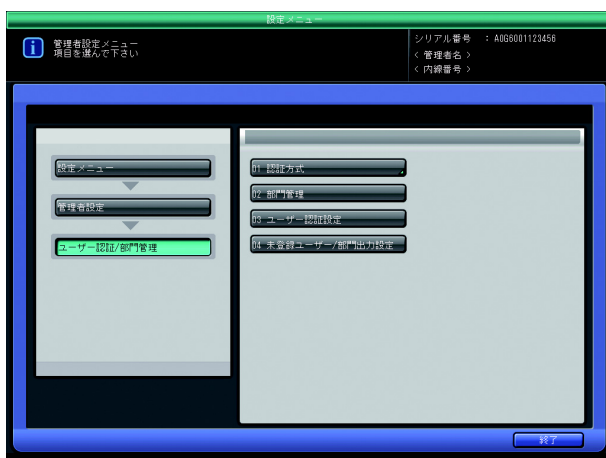 設定メニュー
管理者設定メニュー
項目を選んで下さい
シリアル番号 : A0G6001123456
< 管理者名 >
< 内線番号 >
設定メニュー
管理者設定
ユーザー認証/部門管理
01 認証方式
02 部門管理
03 ユーザー認証設定
04 未登録ユーザー/部門出力設定
終了